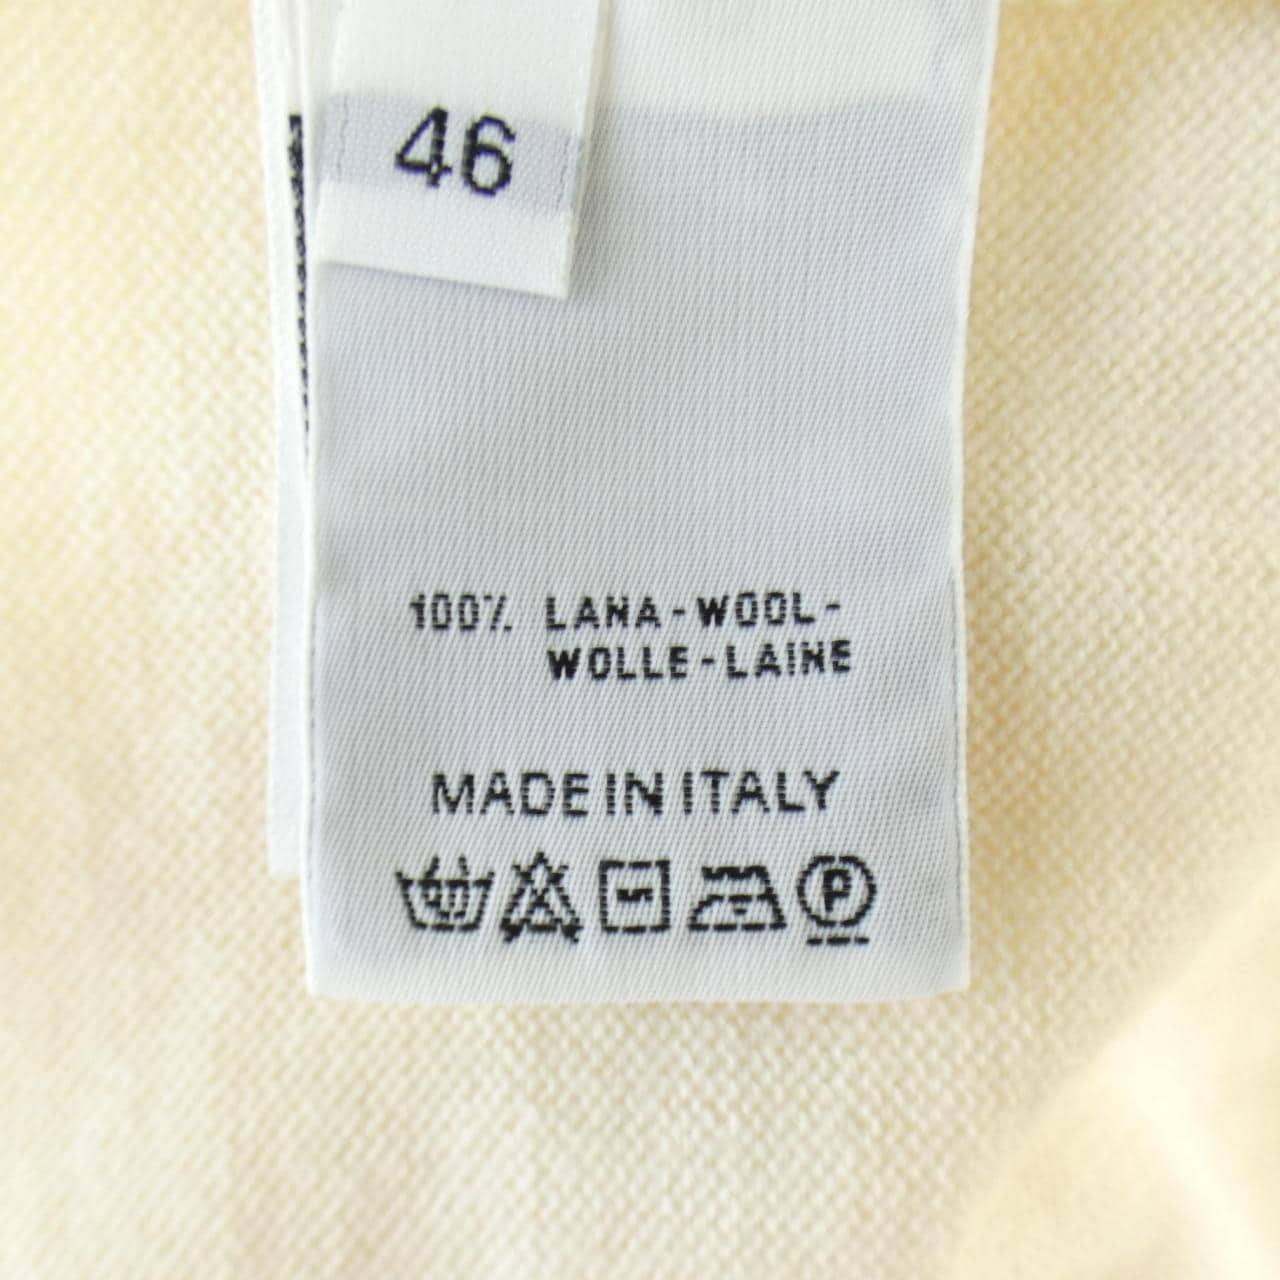 46
100% LANA-WOOL-
WOLLE-LAINE
MADE IN ITALY
P